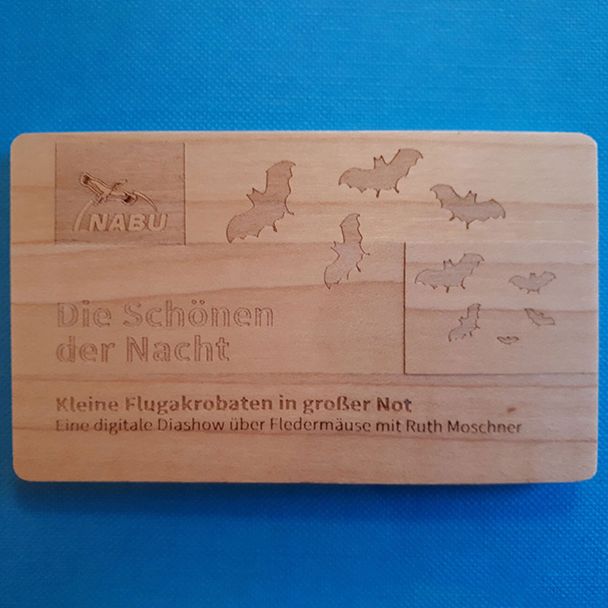 NABU
Die Schönen
der Nacht
Kleine Flugakrobaten in großer Not
Eine digitale Diashow über Fledermäuse mit Ruth Moschner